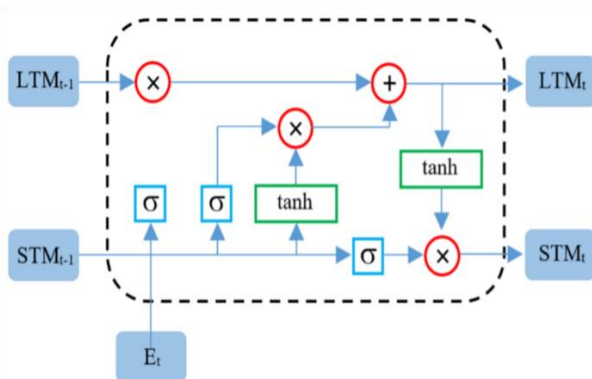 LTMt-1
×
+
LTMt
×
tanh
σ
σ
tanh
STMt-1
σ
×
STMt
Et